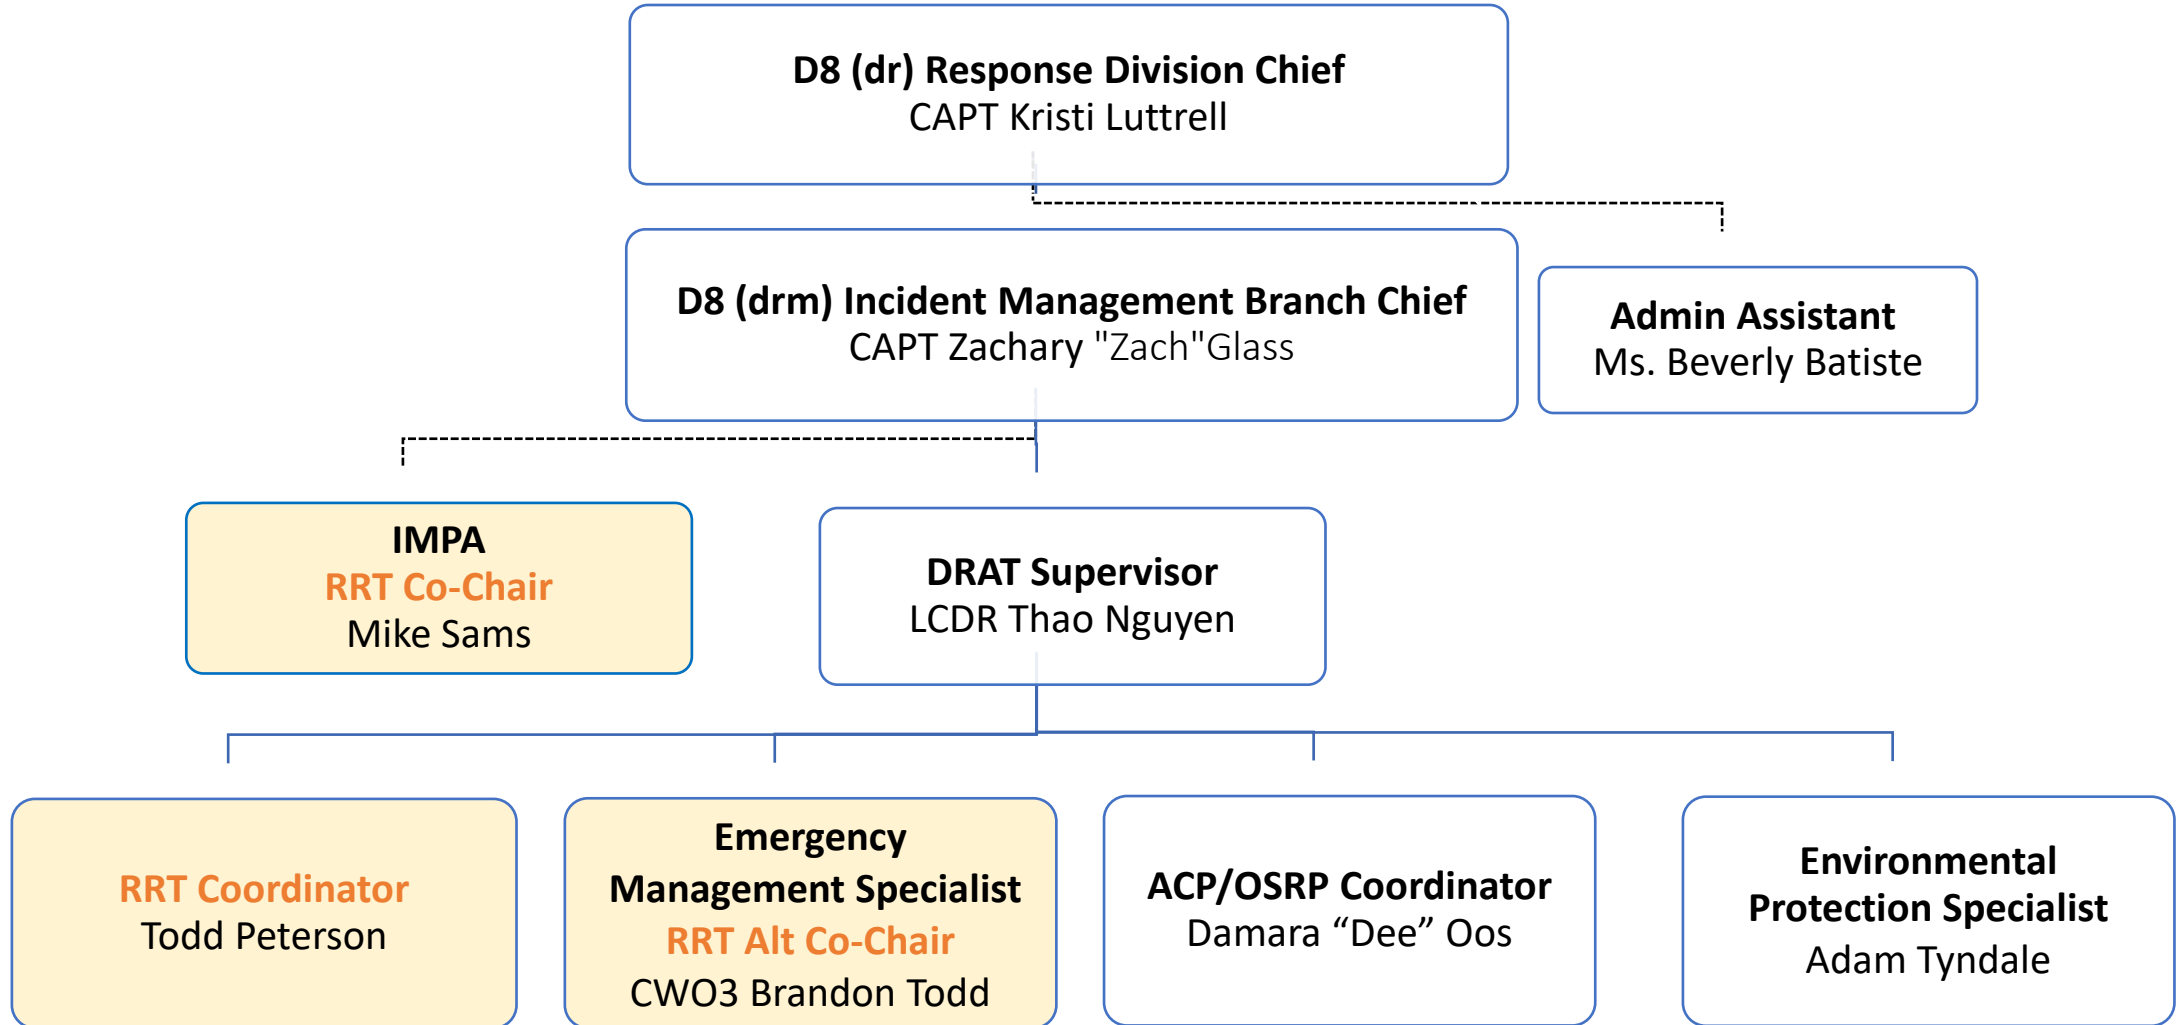 D8 (dr) Response Division Chief
CAPT Kristi Luttrell
D8 (drm) Incident Management Branch Chief
CAPT Zachary "Zach"Glass
Admin Assistant
Ms. Beverly Batiste
IMPA
RRT Co-Chair
Mike Sams
DRAT Supervisor
LCDR Thao Nguyen
RRT Coordinator
Todd Peterson
Emergency
Management Specialist
RRT Alt Co-Chair
CWO3 Brandon Todd
ACP/OSRP Coordinator
Damara “Dee” Oos
Environmental
Protection Specialist
Adam Tyndale